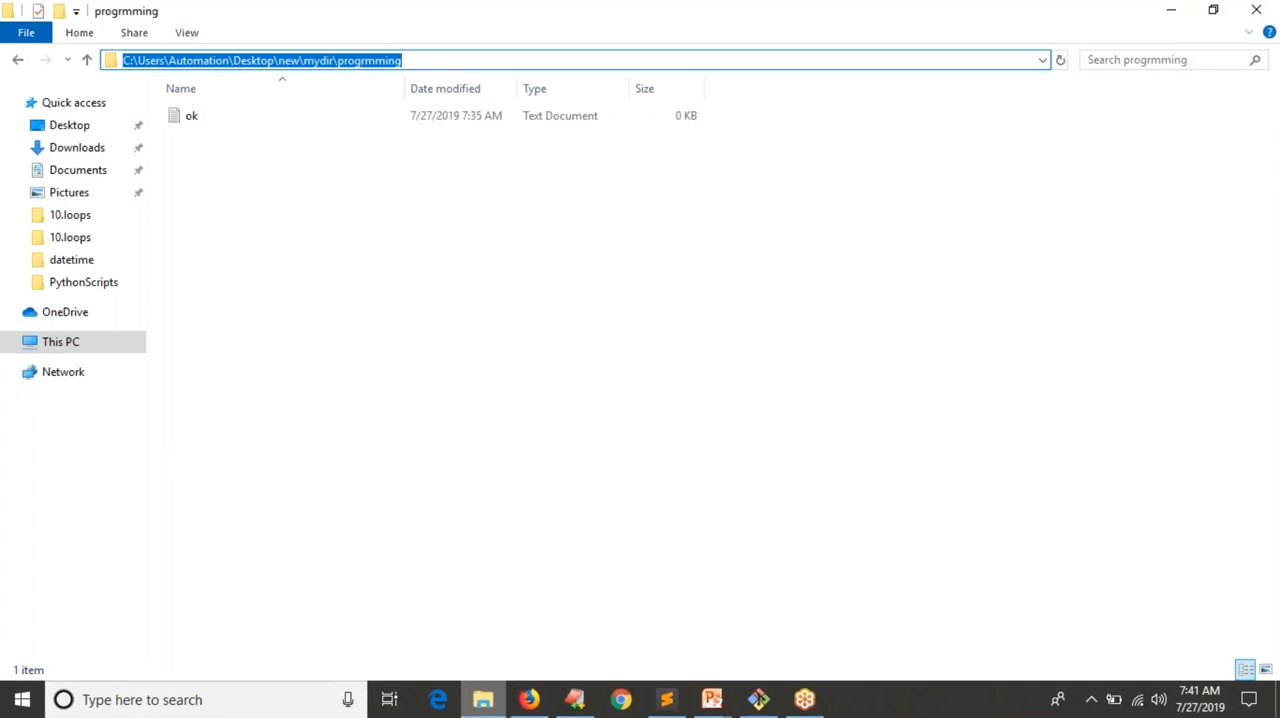 progrmming
File Home Share View
C:\Users\Automation\Desktop\new\mydir\progrmming
Search progrmming
Name Date modified Type Size
ok 7/27/2019 7:35 AM Text Document 0 KB
Quick access
Desktop
Downloads
Documents
Pictures
10.loops
10.loops
datetime
PythonScripts
OneDrive
This PC
Network
1 item
Type here to search
7:41 AM
7/27/2019